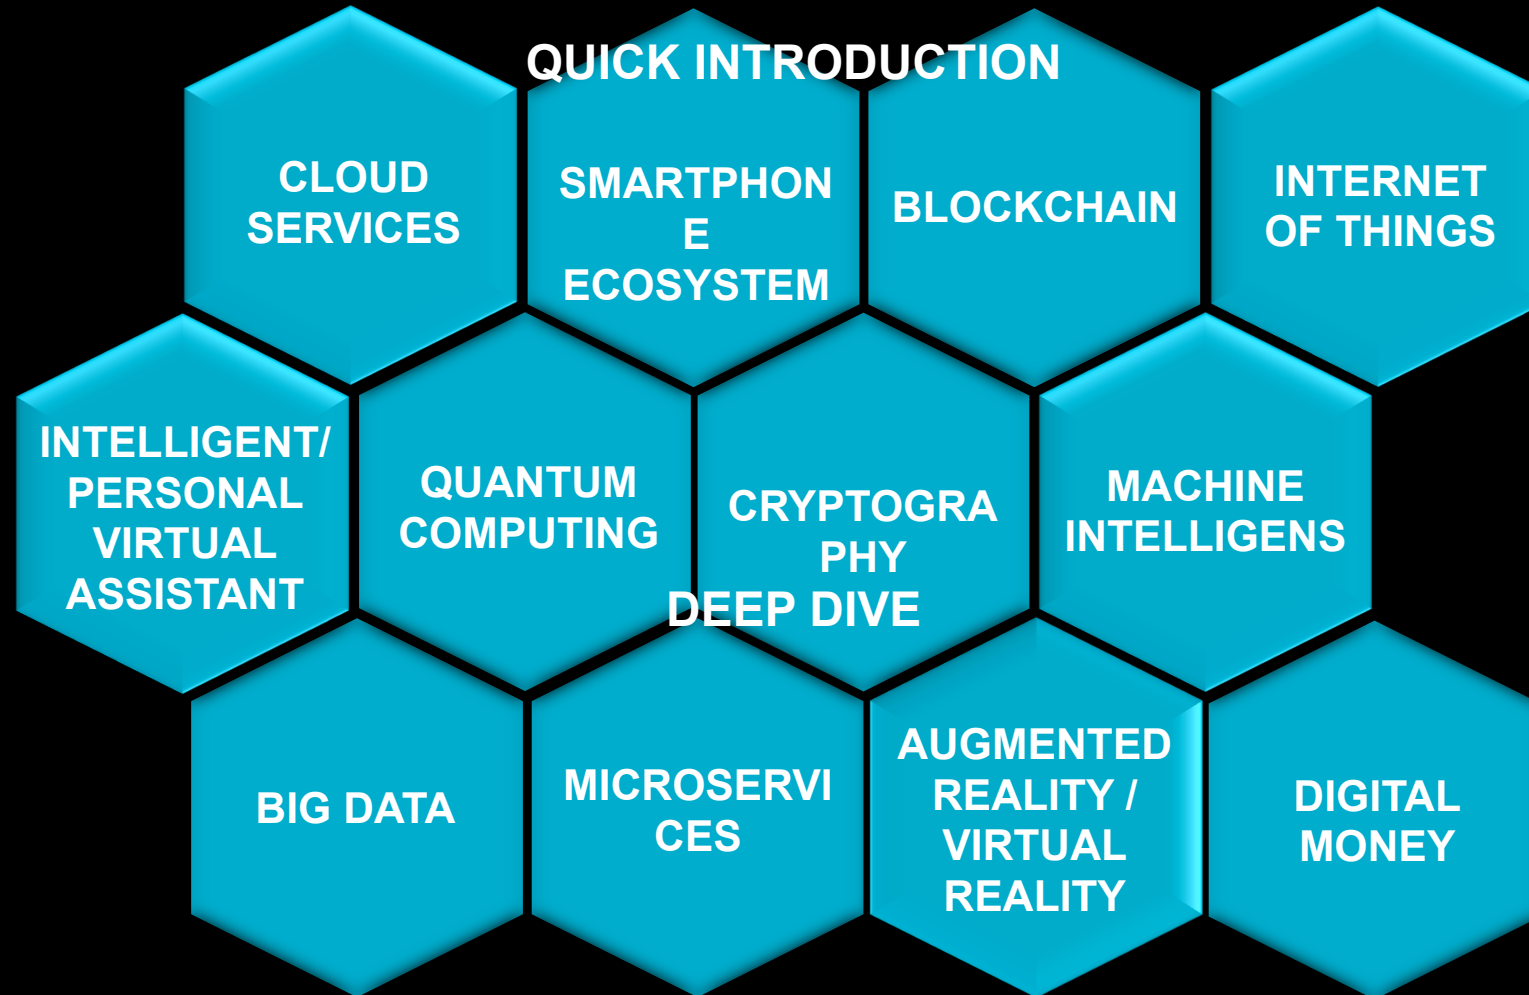 QUICK INTRODUCTION
CLOUD
SERVICES
SMARTPHON
E
ECOSYSTEM
BLOCKCHAIN
INTERNET
OF THINGS
INTELLIGENT/
PERSONAL
VIRTUAL
ASSISTANT
QUANTUM
COMPUTING
CRYPTOGRA
PHY
MACHINE
INTELLIGENS
DEEP DIVE
BIG DATA
MICROSERVI
CES
AUGMENTED
REALITY /
VIRTUAL
REALITY
DIGITAL
MONEY